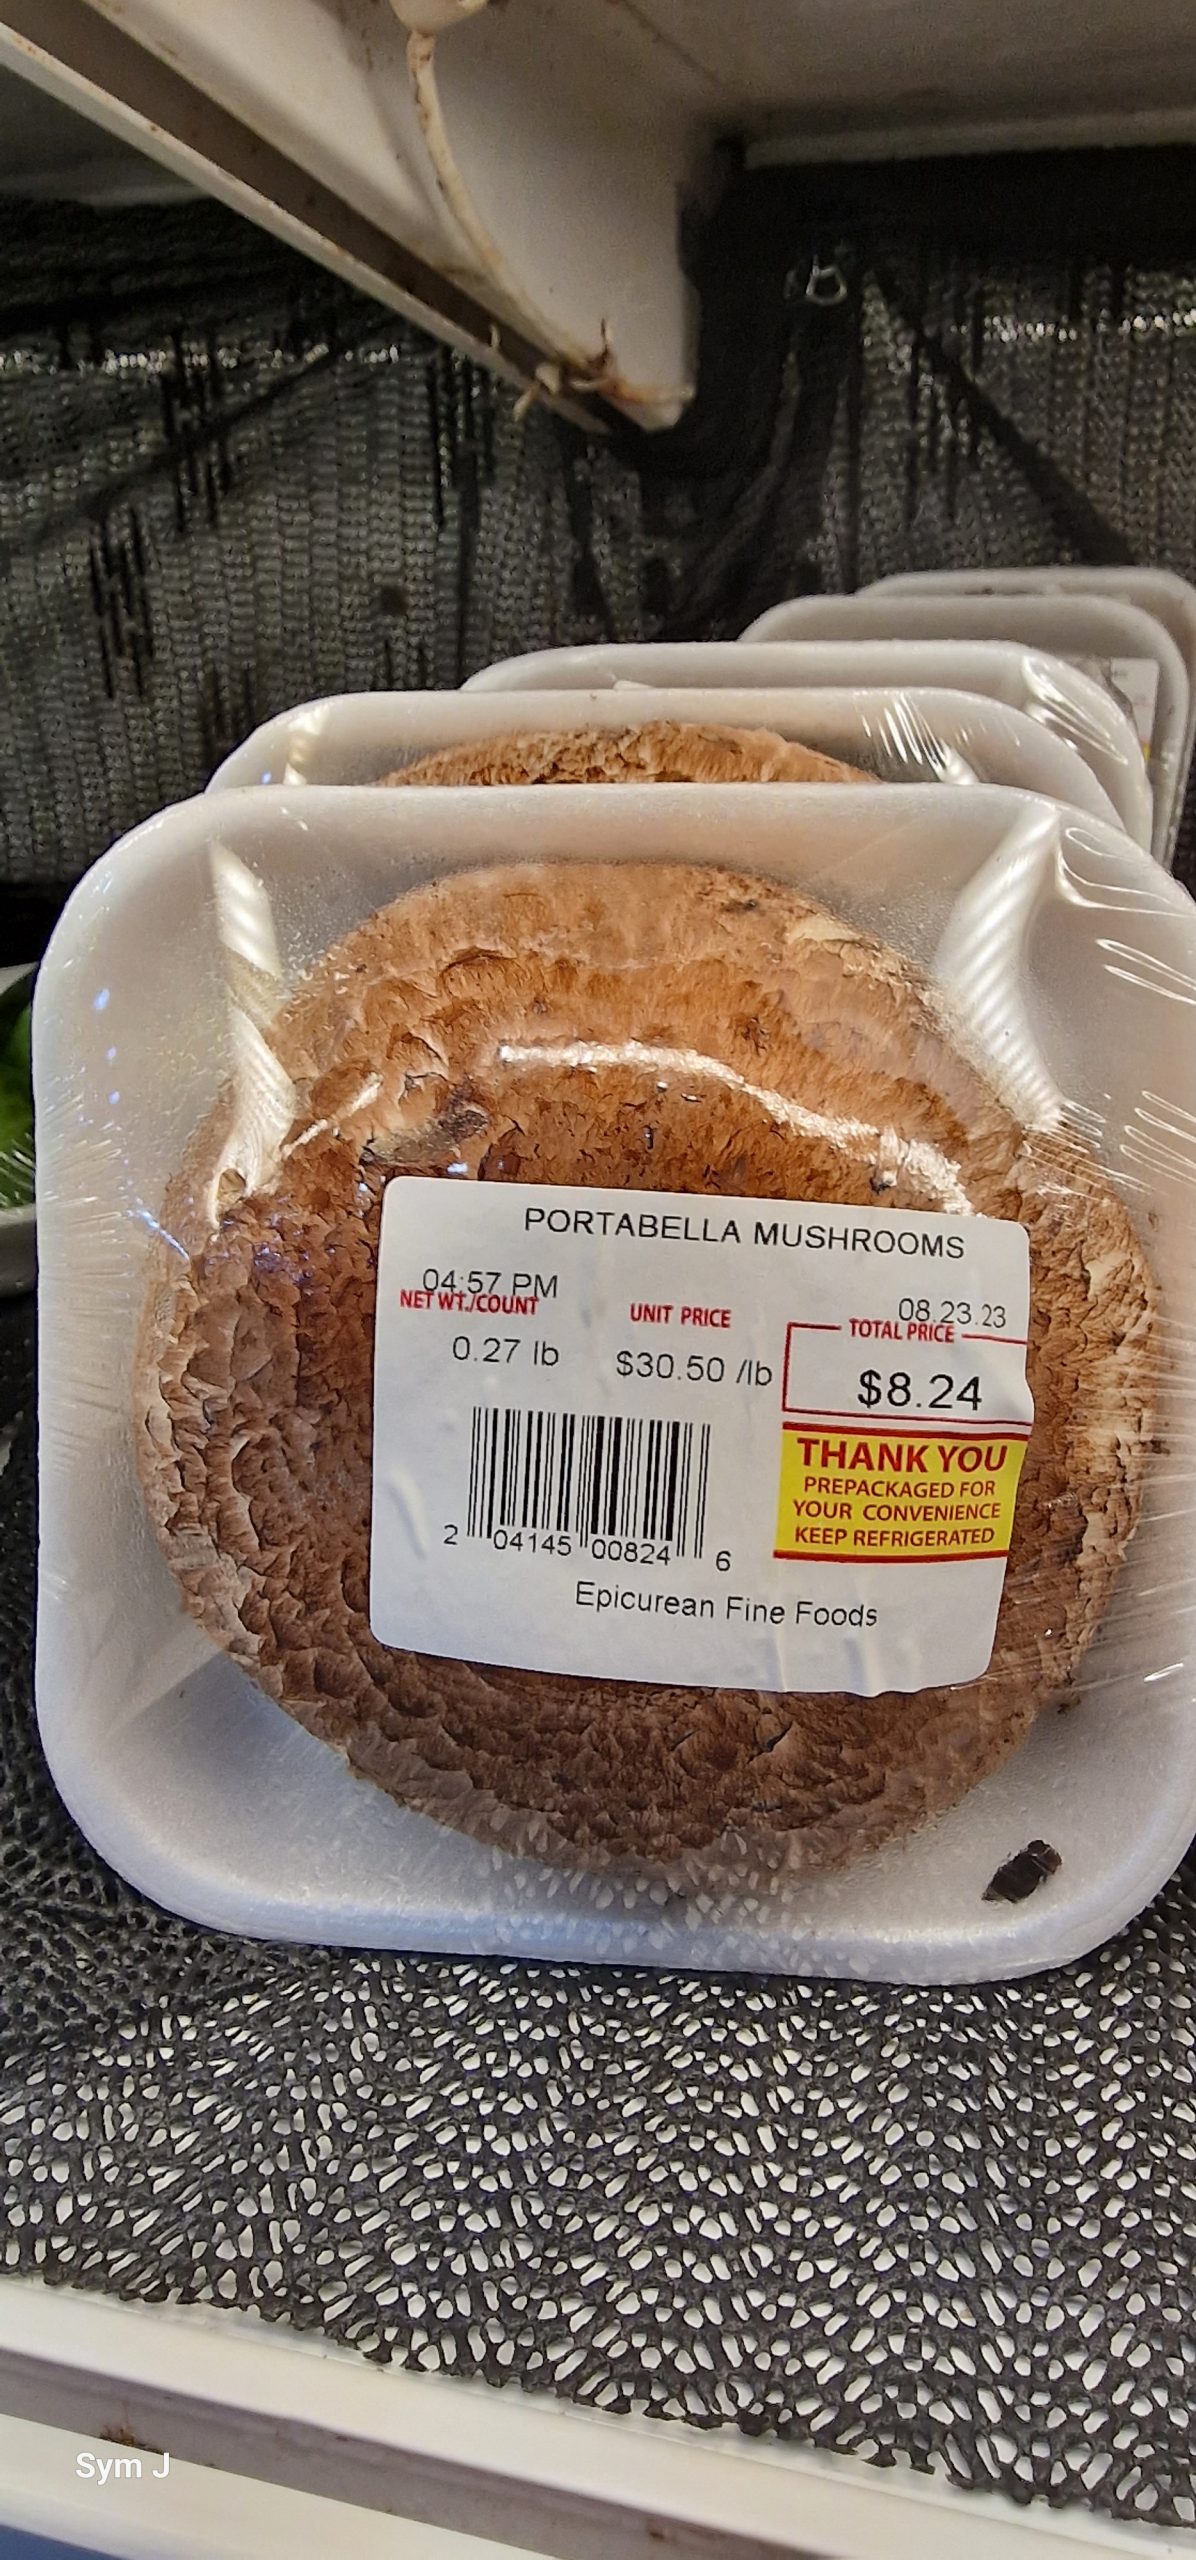 PORTABELLA MUSHROOMS
04:57 PM 08.23.23
NET WT./COUNT UNIT PRICE TOTAL PRICE
0.27 lb $30.50 /lb $8.24
THANK YOU
PREPACKAGED FOR
YOUR CONVENIENCE
KEEP REFRIGERATED
2 04145 00824 6
Epicurean Fine Foods
Sym J